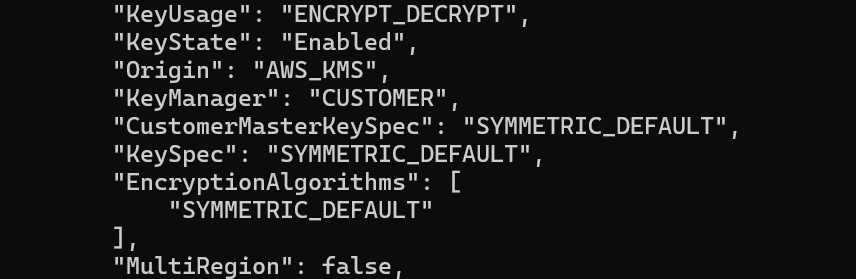 "KeyUsage": "ENCRYPT_DECRYPT",
"KeyState": "Enabled",
"Origin": "AWS_KMS",
"KeyManager": "CUSTOMER",
"CustomerMasterKeySpec": "SYMMETRIC_DEFAULT",
"KeySpec": "SYMMETRIC_DEFAULT",
"EncryptionAlgorithms": [
    "SYMMETRIC_DEFAULT"
],
"MultiRegion": false,